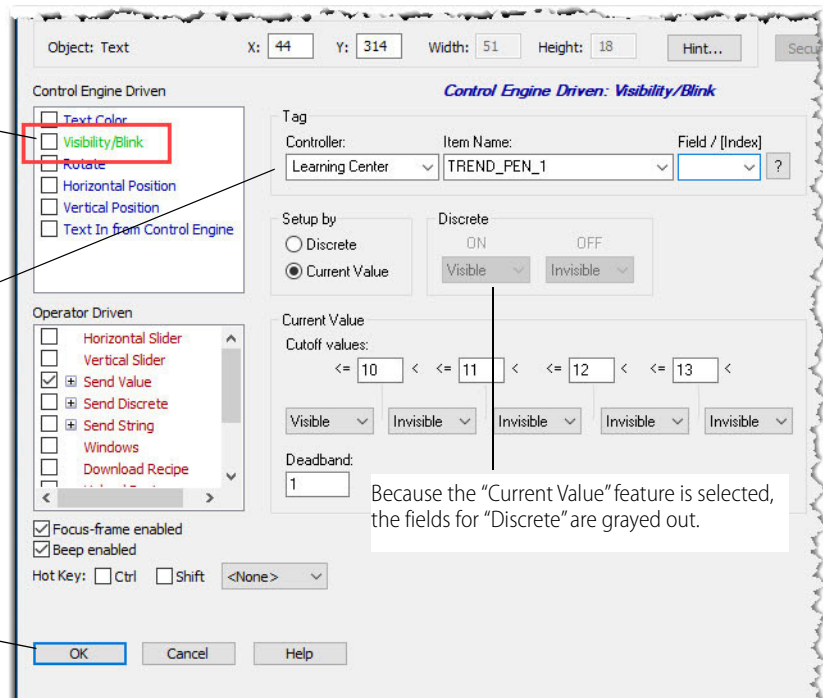 Object: Text X: 44 Y: 314 Width: 51 Height: 18 Hint...
Control Engine Driven
Control Engine Driven: Visibility/Blink
Text Color
Visibility/Blink
Rotate
Horizontal Position
Vertical Position
Text In from Control Engine
Tag
Controller: Item Name: Field / [Index]
Learning Center TREND_PEN_1 ?
Setup by
Discrete
Current Value
Discrete
ON OFF
Visible Invisible
Operator Driven
Horizontal Slider
Vertical Slider
Send Value
Send Discrete
Send String
Windows
Download Recipe
Current Value
Cutoff values:
<= 10 < <= 11 < <= 12 < <= 13 <
Visible Invisible Invisible Invisible Invisible
Deadband:
1
Because the “Current Value” feature is selected,
the fields for “Discrete” are grayed out.
Focus-frame enabled
Beep enabled
Hot Key: Ctrl Shift <None>
OK Cancel Help